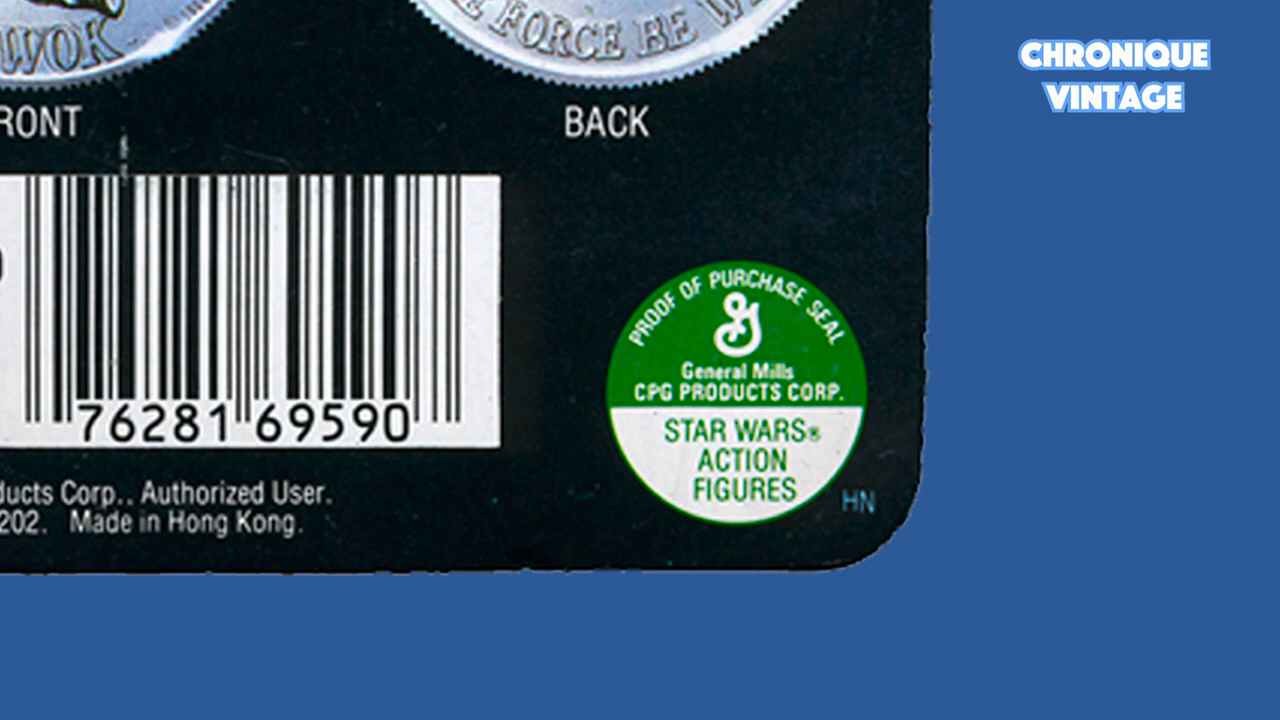 CHRONIQUE
VINTAGE
WOK
FORCE BE W
RONT
BACK
76281 69590
PROOF OF PURCHASE SEAL
General Mills
CPG PRODUCTS CORP.
STAR WARS®
ACTION
FIGURES
HN
ducts Corp.. Authorized User.
202. Made in Hong Kong.